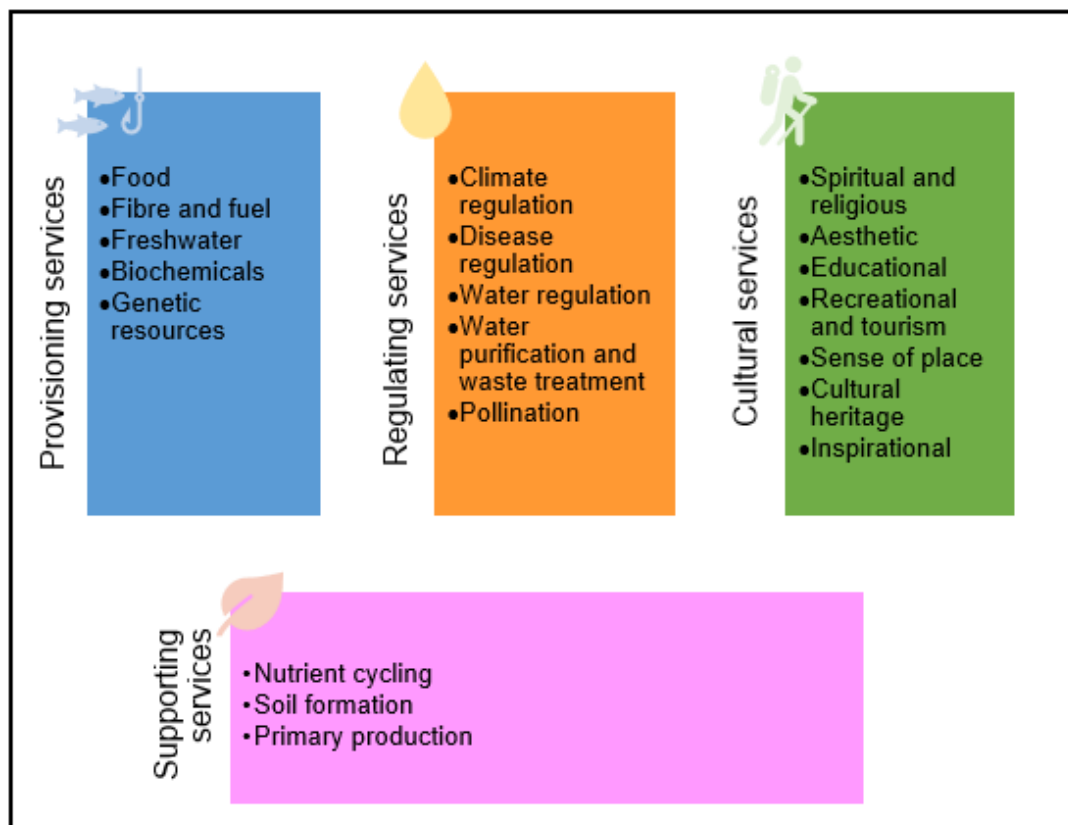 Provisioning services
•Food
•Fibre and fuel
•Freshwater
•Biochemicals
•Genetic
resources
Regulating services
•Climate
regulation
•Disease
regulation
•Water regulation
•Water
purification and
waste treatment
•Pollination
Cultural services
•Spiritual and
religious
•Aesthetic
•Educational
•Recreational
and tourism
•Sense of place
•Cultural
heritage
•Inspirational
Supporting
services
•Nutrient cycling
•Soil formation
•Primary production